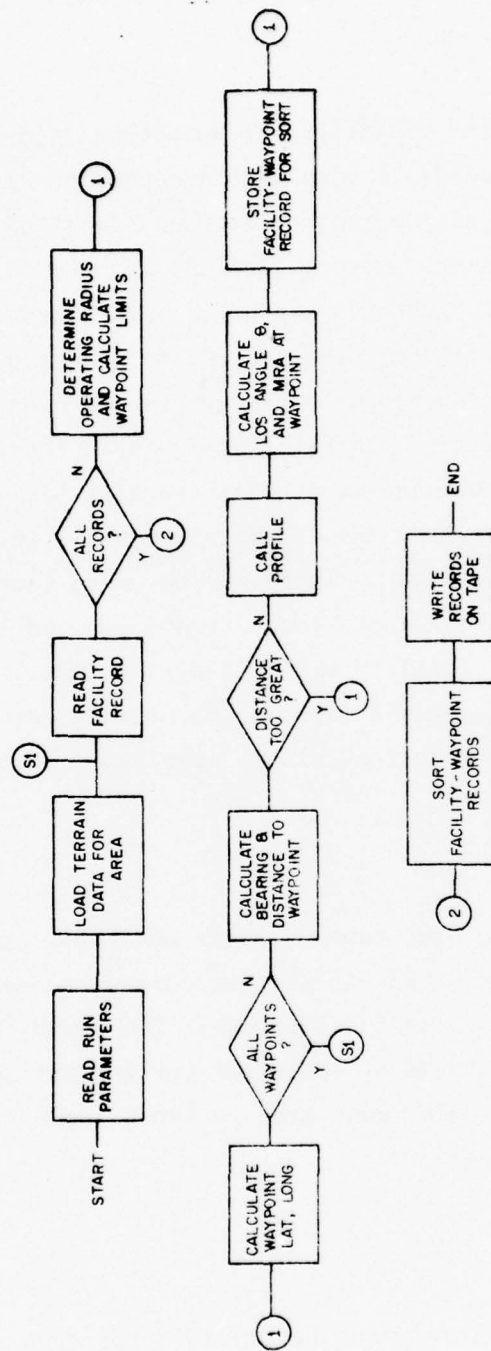 START
READ RUN
PARAMETERS
LOAD TERRAIN
DATA FOR
AREA
S1
READ
FACILITY
RECORD
ALL
RECORDS
?
N
Y
2
DETERMINE
OPERATING RADIUS
AND CALCULATE
WAYPOINT LIMITS
1
1
CALCULATE
WAYPOINT
LAT, LONG
ALL
WAYPOINTS
?
N
Y
S1
CALCULATE
BEARING &
DISTANCE TO
WAYPOINT
DISTANCE
TOO GREAT
?
N
Y
1
CALL
PROFILE
CALCULATE
LOS ANGLE θ,
AND MRA AT
WAYPOINT
STORE
FACILITY-WAYPOINT
RECORD FOR SORT
1
2
SORT
FACILITY-WAYPOINT
RECORDS
WRITE
RECORDS
ON TAPE
END